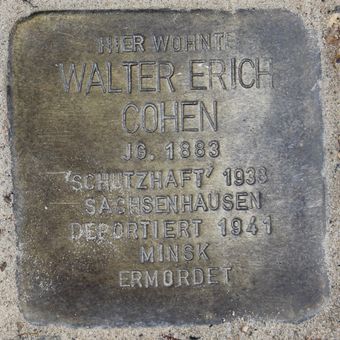 HIER WOHNTE
WALTER ERICH
COHEN
JG. 1883
'SCHUTZHAFT' 1938
SACHSENHAUSEN
DEPORTIERT 1941
MINSK
ERMORDET